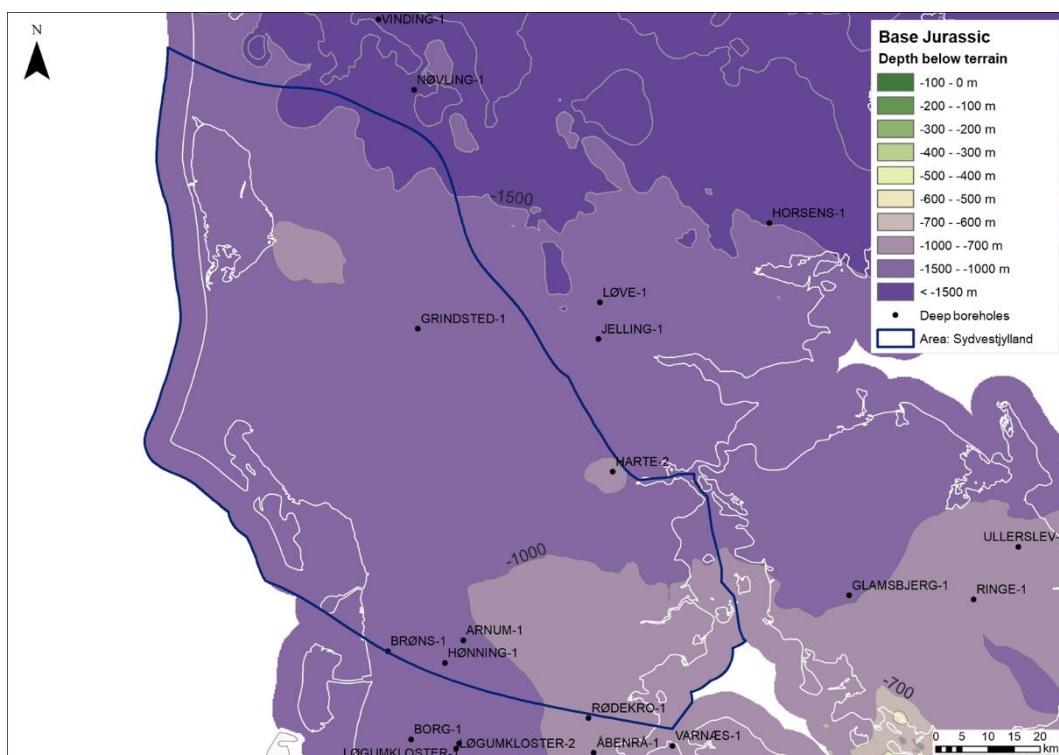 N
VINDING-1
NØVLING-1
-1500
HORSENS-1
LØVE-1
GRINDSTED-1
JELLING-1
HARTE-2
-1000
ULLERSLEV-
GLAMSBJERG-1
RINGE-1
ARNUM-1
BRØNS-1
HØNNING-1
-700
RØDEKRO-1
BORG-1
LØGUMKLOSTER-2
ÅBENRÅ-1
VARNÆS-1
LØGUMKLOSTER-
Base Jurassic
Depth below terrain
-100 - 0 m
-200 - -100 m
-300 - -200 m
-400 - -300 m
-500 - -400 m
-600 - -500 m
-700 - -600 m
-1000 - -700 m
-1500 - -1000 m
< -1500 m
Deep boreholes
Area: Sydvestjylland
0 5 10 20
km